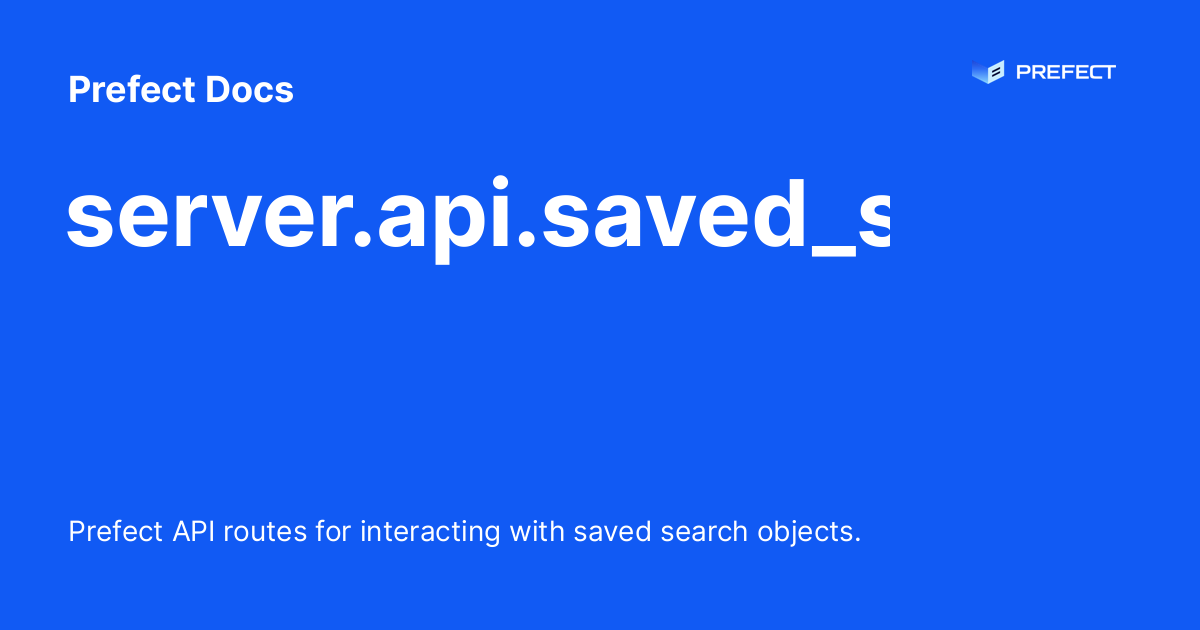 Prefect Docs
PREFECT
server.api.saved_s
Prefect API routes for interacting with saved search objects.